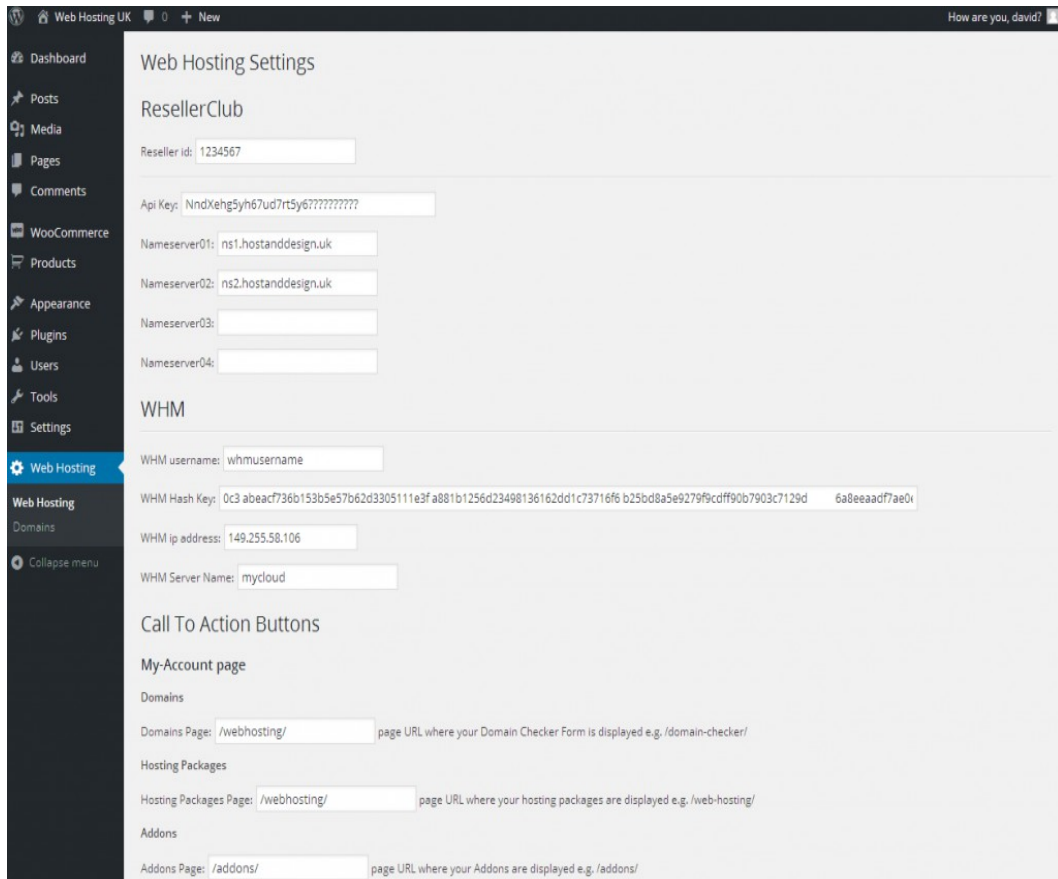 Web Hosting UK 0 + New How are you, david?
Dashboard
Posts
Media
Pages
Comments
WooCommerce
Products
Appearance
Plugins
Users
Tools
Settings
Web Hosting
Web Hosting
Domains
Collapse menu
Web Hosting Settings
ResellerClub
Reseller id: 1234567
Api Key: NndXehg5yh67ud7rt5y6??????????
Nameserver01: ns1.hostanddesign.uk
Nameserver02: ns2.hostanddesign.uk
Nameserver03:
Nameserver04:
WHM
WHM username: whmusername
WHM Hash Key: 0c3 abeacf736b153b5e57b62d3305111e3f a881b1256d23498136162dd1c73716f6 b25bd8a5e9279f9cdff90b7903c7129d 6a8eeaadf7ae0e
WHM ip address: 149.255.58.106
WHM Server Name: mycloud
Call To Action Buttons
My-Account page
Domains
Domains Page: /webhosting/ page URL where your Domain Checker Form is displayed e.g. /domain-checker/
Hosting Packages
Hosting Packages Page: /webhosting/ page URL where your hosting packages are displayed e.g. /web-hosting/
Addons
Addons Page: /addons/ page URL where your Addons are displayed e.g. /addons/